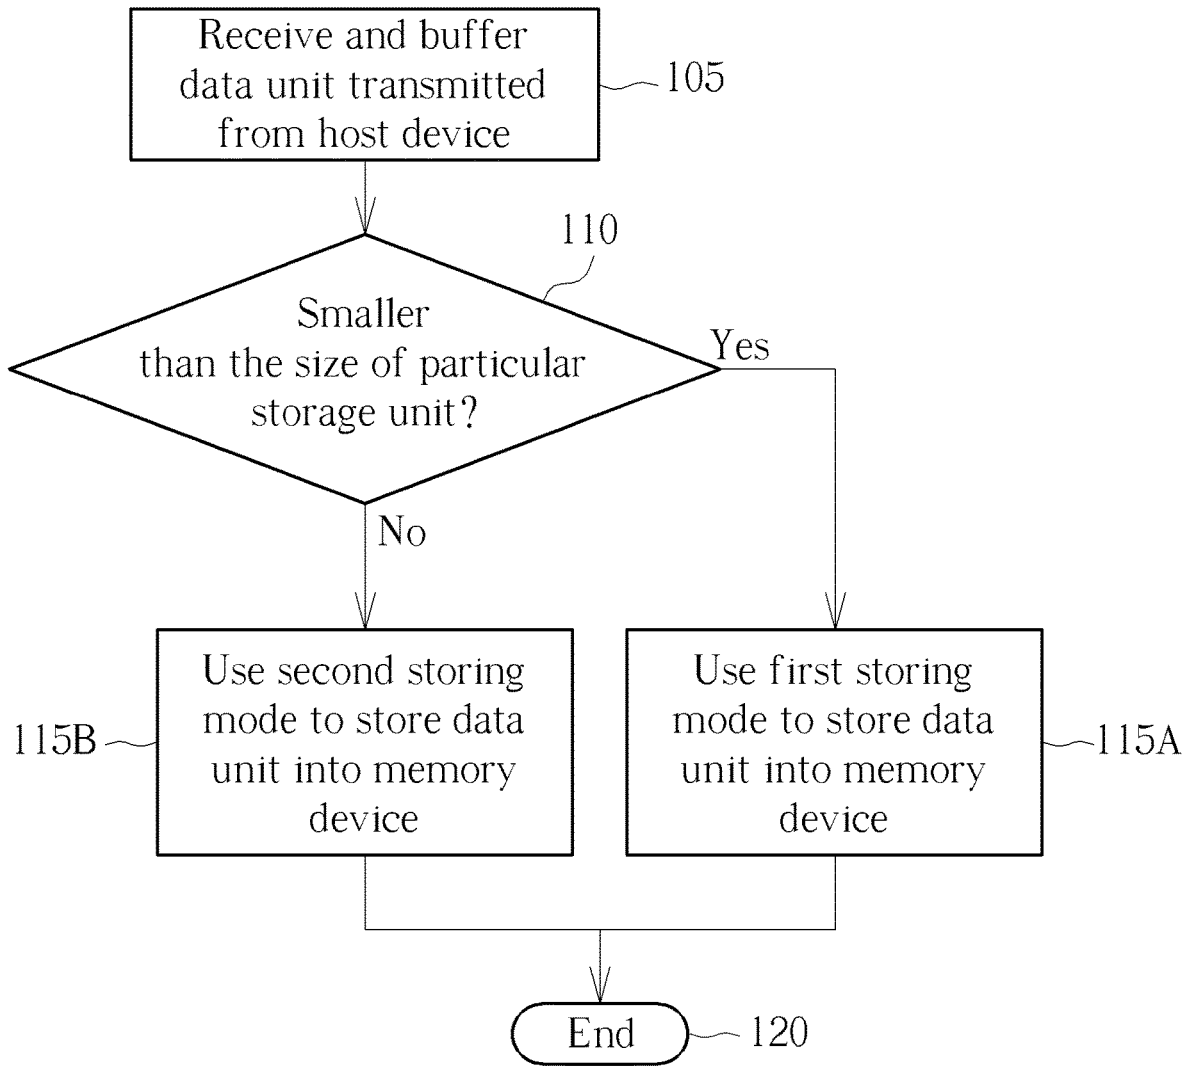 Receive and buffer
data unit transmitted
from host device
105
110
Smaller
than the size of particular
storage unit?
Yes
No
Use second storing
mode to store data
unit into memory
device
115B
Use first storing
mode to store data
unit into memory
device
115A
End
120